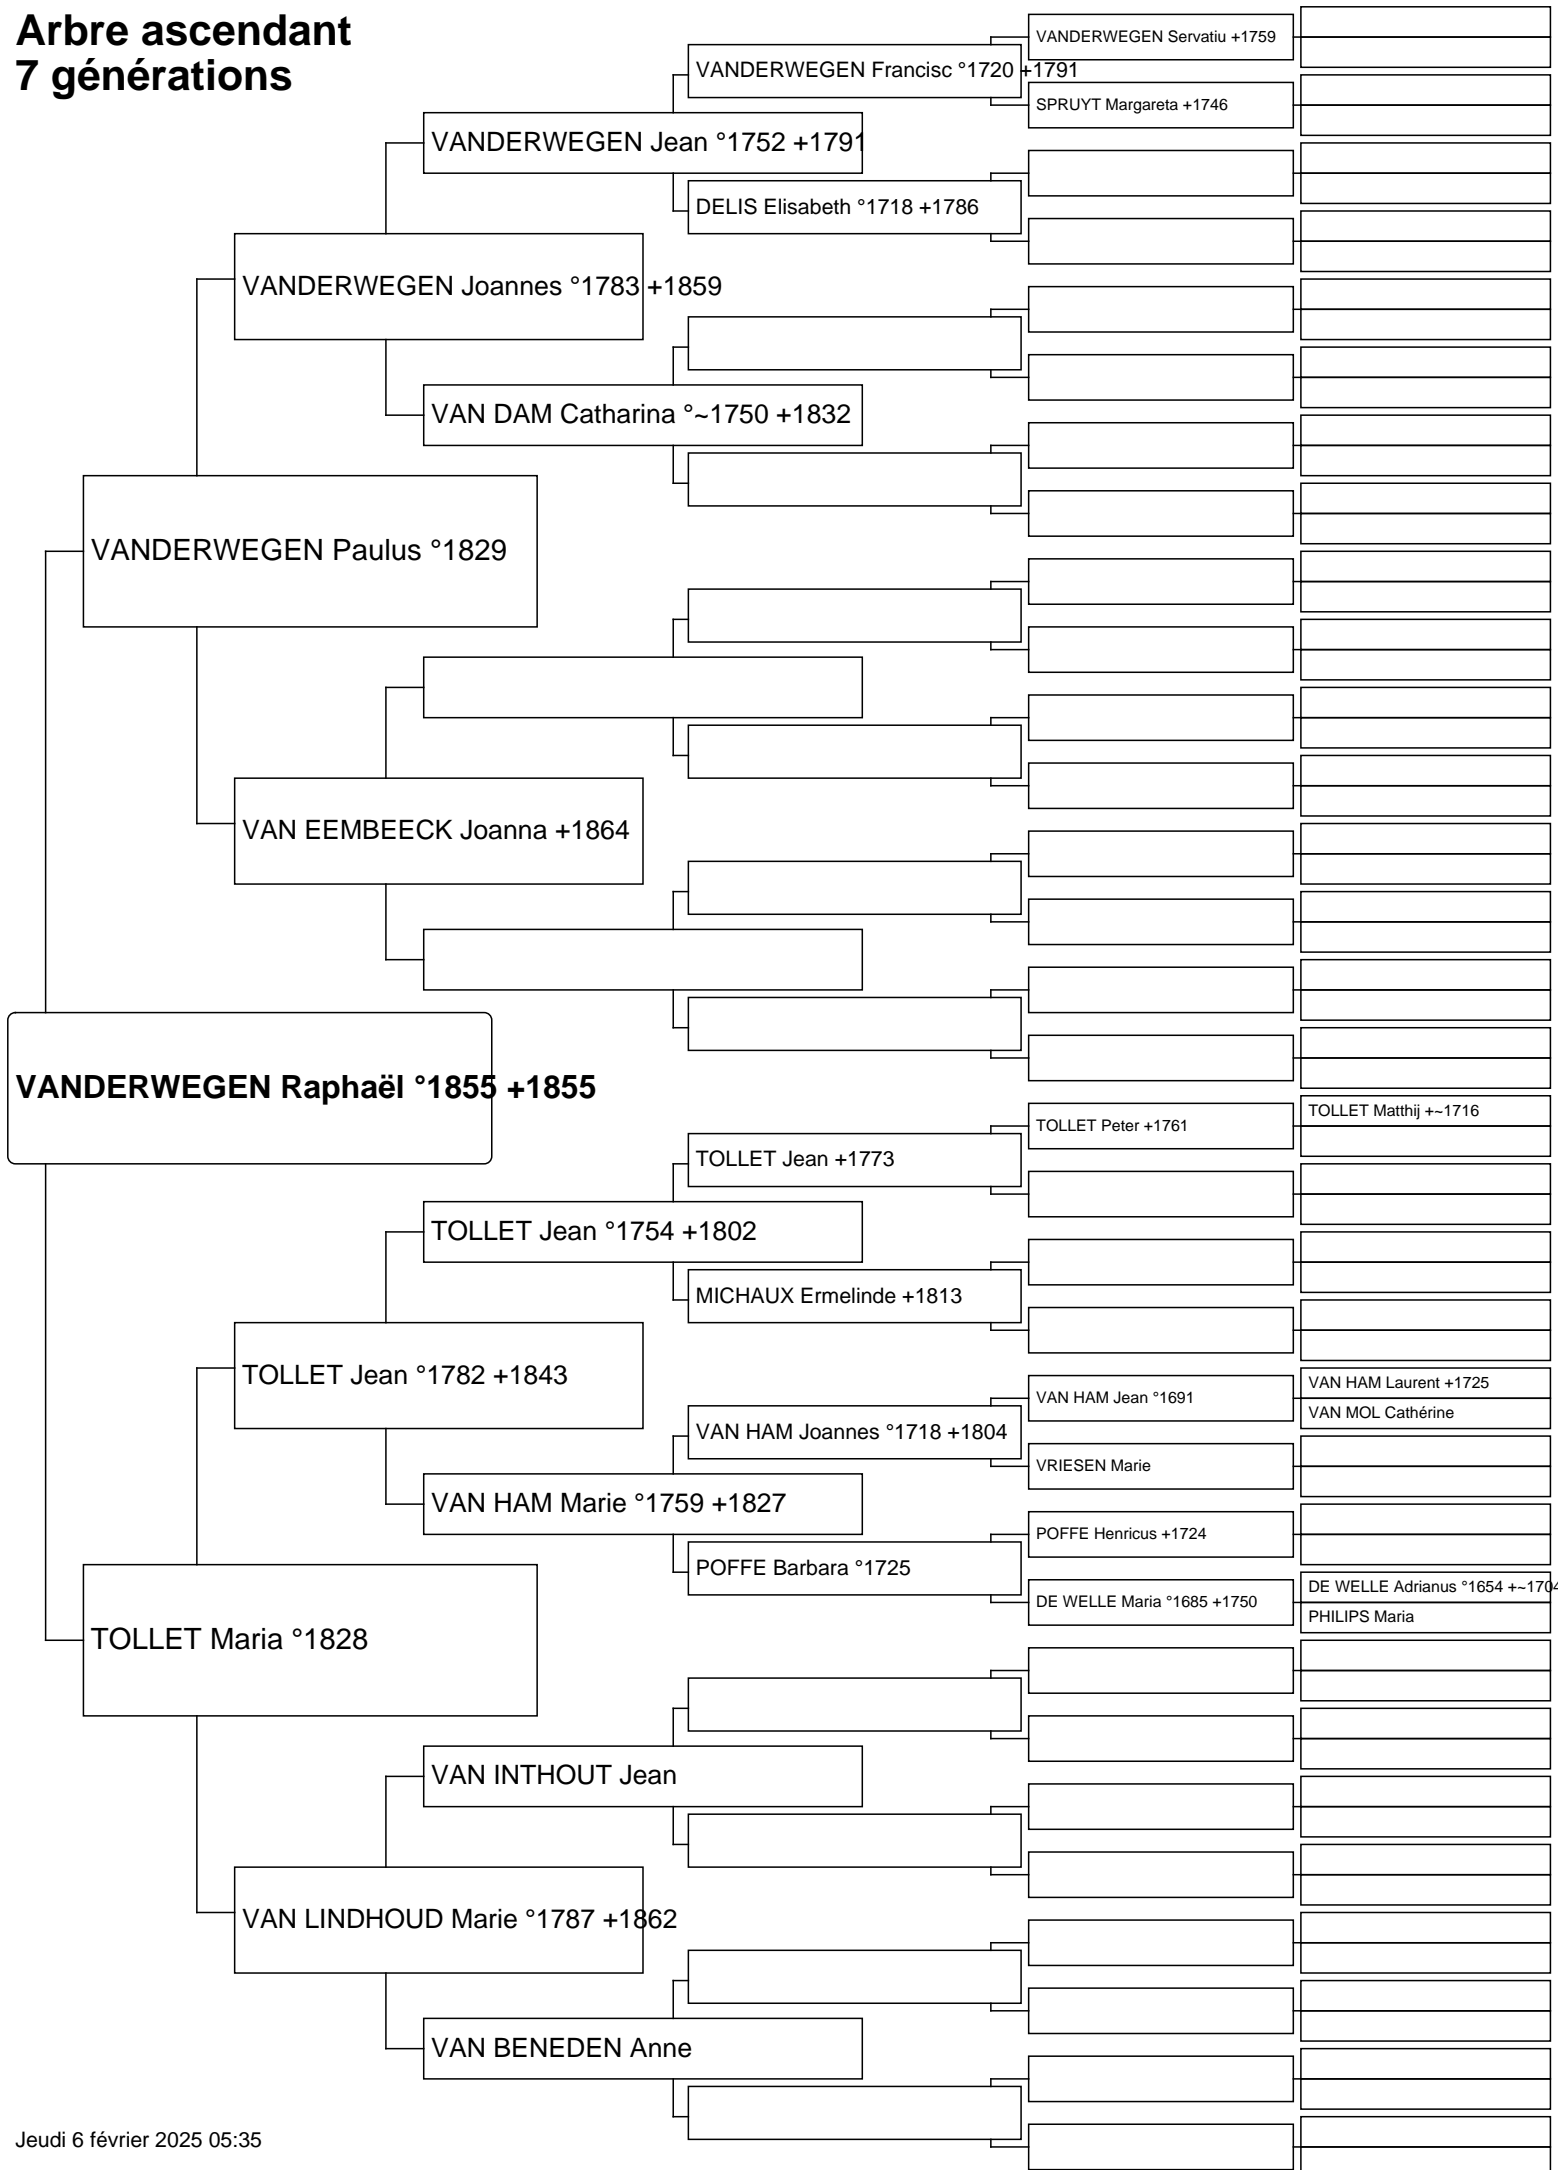 Arbre ascendant
7 générations
VANDERWEGEN Servatiu +1759
VANDERWEGEN Francisc °1720 +1791
SPRUYT Margareta +1746
VANDERWEGEN Jean °1752 +1791
DELIS Elisabeth °1718 +1786
VANDERWEGEN Joannes °1783 +1859
VAN DAM Catharina °~1750 +1832
VANDERWEGEN Paulus °1829
VAN EEMBEECK Joanna +1864
VANDERWEGEN Raphaël °1855 +1855
TOLLET Matthij +~1716
TOLLET Peter +1761
TOLLET Jean +1773
TOLLET Jean °1754 +1802
MICHAUX Ermelinde +1813
TOLLET Jean °1782 +1843
VAN HAM Laurent +1725
VAN HAM Jean °1691
VAN MOL Cathérine
VAN HAM Joannes °1718 +1804
VRIESEN Marie
VAN HAM Marie °1759 +1827
POFFE Henricus +1724
POFFE Barbara °1725
DE WELLE Adrianus °1654 +~1704
DE WELLE Maria °1685 +1750
PHILIPS Maria
TOLLET Maria °1828
VAN INTHOUT Jean
VAN LINDHOUD Marie °1787 +1862
VAN BENEDEN Anne
Jeudi 6 février 2025 05:35